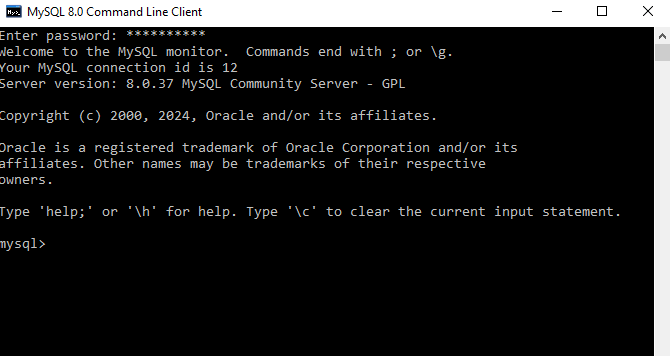 MySQL 8.0 Command Line Client
Enter password: **********
Welcome to the MySQL monitor.  Commands end with ; or \g.
Your MySQL connection id is 12
Server version: 8.0.37 MySQL Community Server - GPL
Copyright (c) 2000, 2024, Oracle and/or its affiliates.
Oracle is a registered trademark of Oracle Corporation and/or its
affiliates. Other names may be trademarks of their respective
owners.
Type 'help;' or '\h' for help. Type '\c' to clear the current input statement.
mysql>